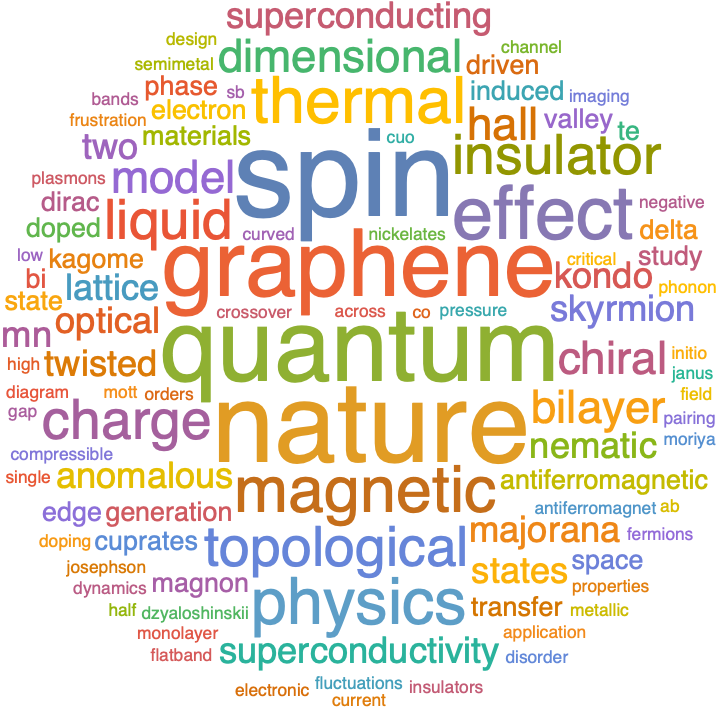 superconducting
design
dimensional
channel
semimetal
driven
phase
sb
thermal
induced
bands
electron
imaging
frustration
hall
valley
te
materials
cuo
two
spin
insulator
model
plasmons
dirac
liquid
effect
negative
doped
curved
nickelates
delta
low
kagome
graphene
critical
study
bi
lattice
kondo
phonon
state
crossover
across
co
pressure
skyrmion
mn
optical
quantum
high
twisted
chiral
initio
janus
diagram
mott
orders
field
gap
charge
nature
bilayer
pairing
compressible
nematic
moriya
single
anomalous
magnetic
antiferromagnetic
edge
generation
antiferromagnet
ab
doping
cuprates
topological
majorana
fermions
josephson
states
space
dynamics
magnon
physics
properties
half
dzyaloshinskii
transfer
metallic
monolayer
application
flatband
superconductivity
disorder
electronic
fluctuations
insulators
current